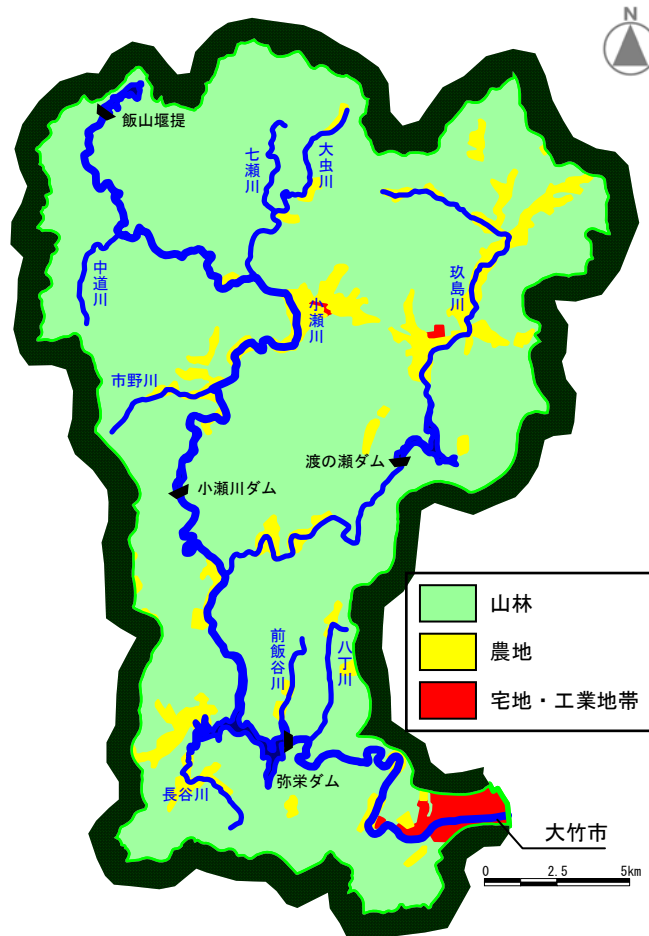 N
飯山堰提
七瀬川
大虫川
中道川
玖島川
小瀬川
市野川
渡の瀬ダム
小瀬川ダム
山林
農地
宅地・工業地帯
前飯谷川
八丁川
弥栄ダム
長谷川
大竹市
0 2.5 5km